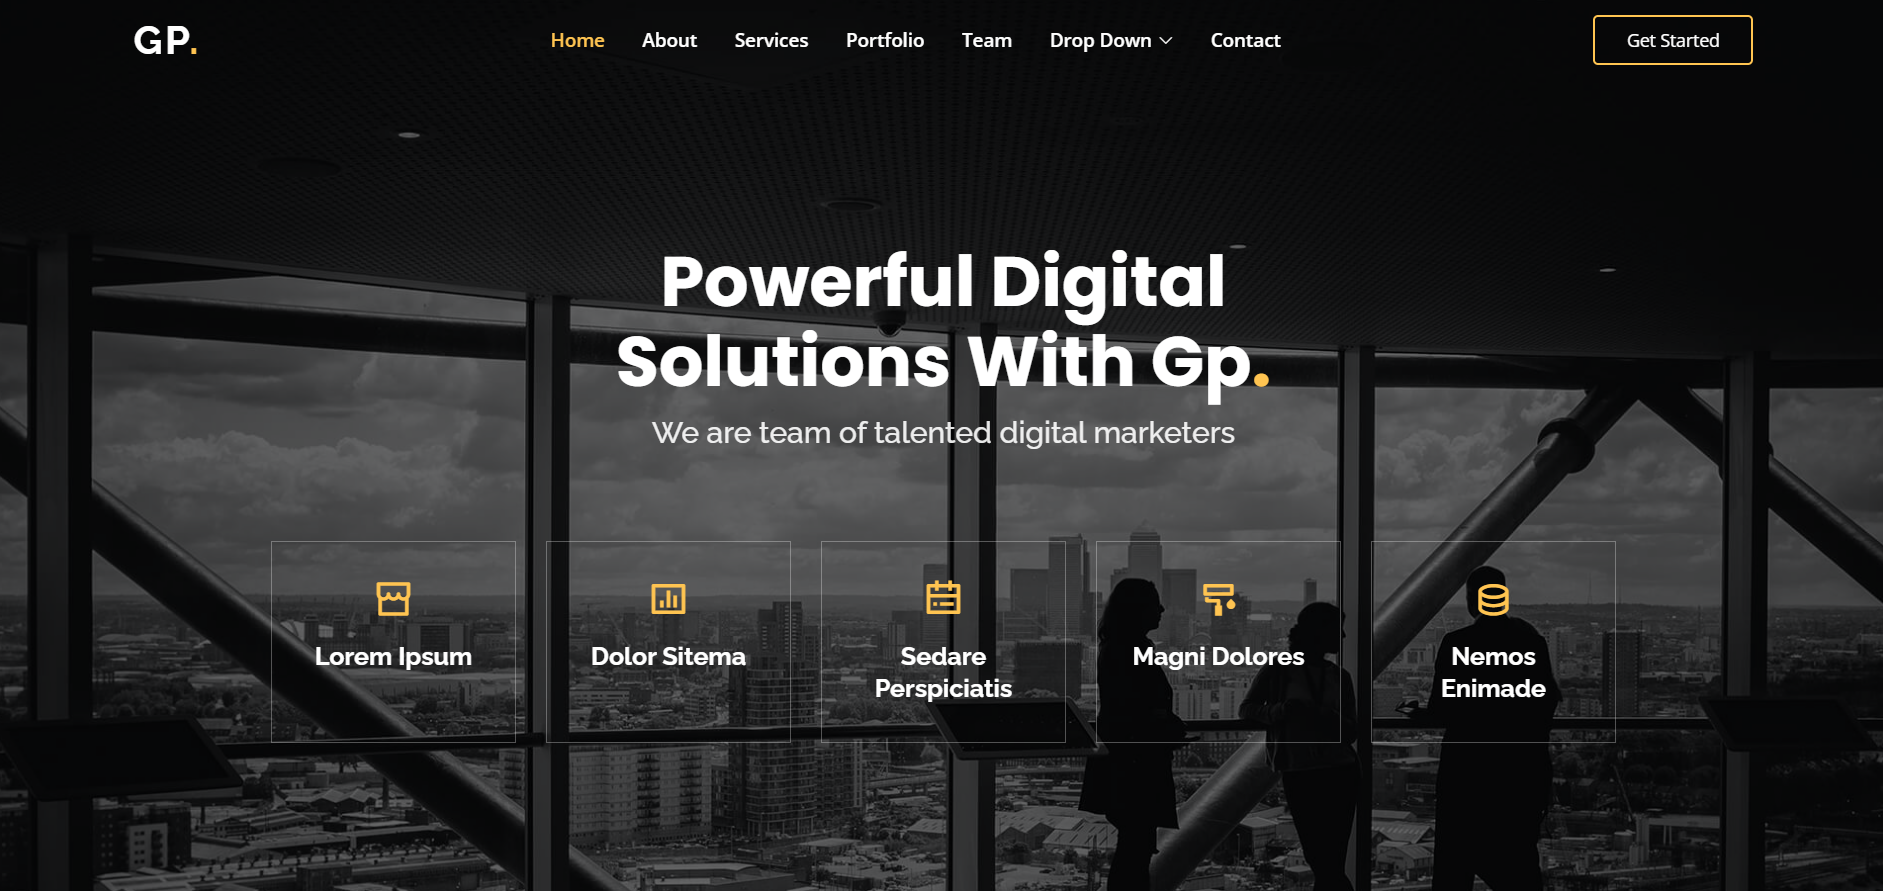 GP.
Home About Services Portfolio Team Drop Down Contact
Get Started
Powerful Digital
Solutions With Gp.
We are team of talented digital marketers
Lorem Ipsum
Dolor Sitema
Sedare
Perspiciatis
Magni Dolores
Nemos
Enimade